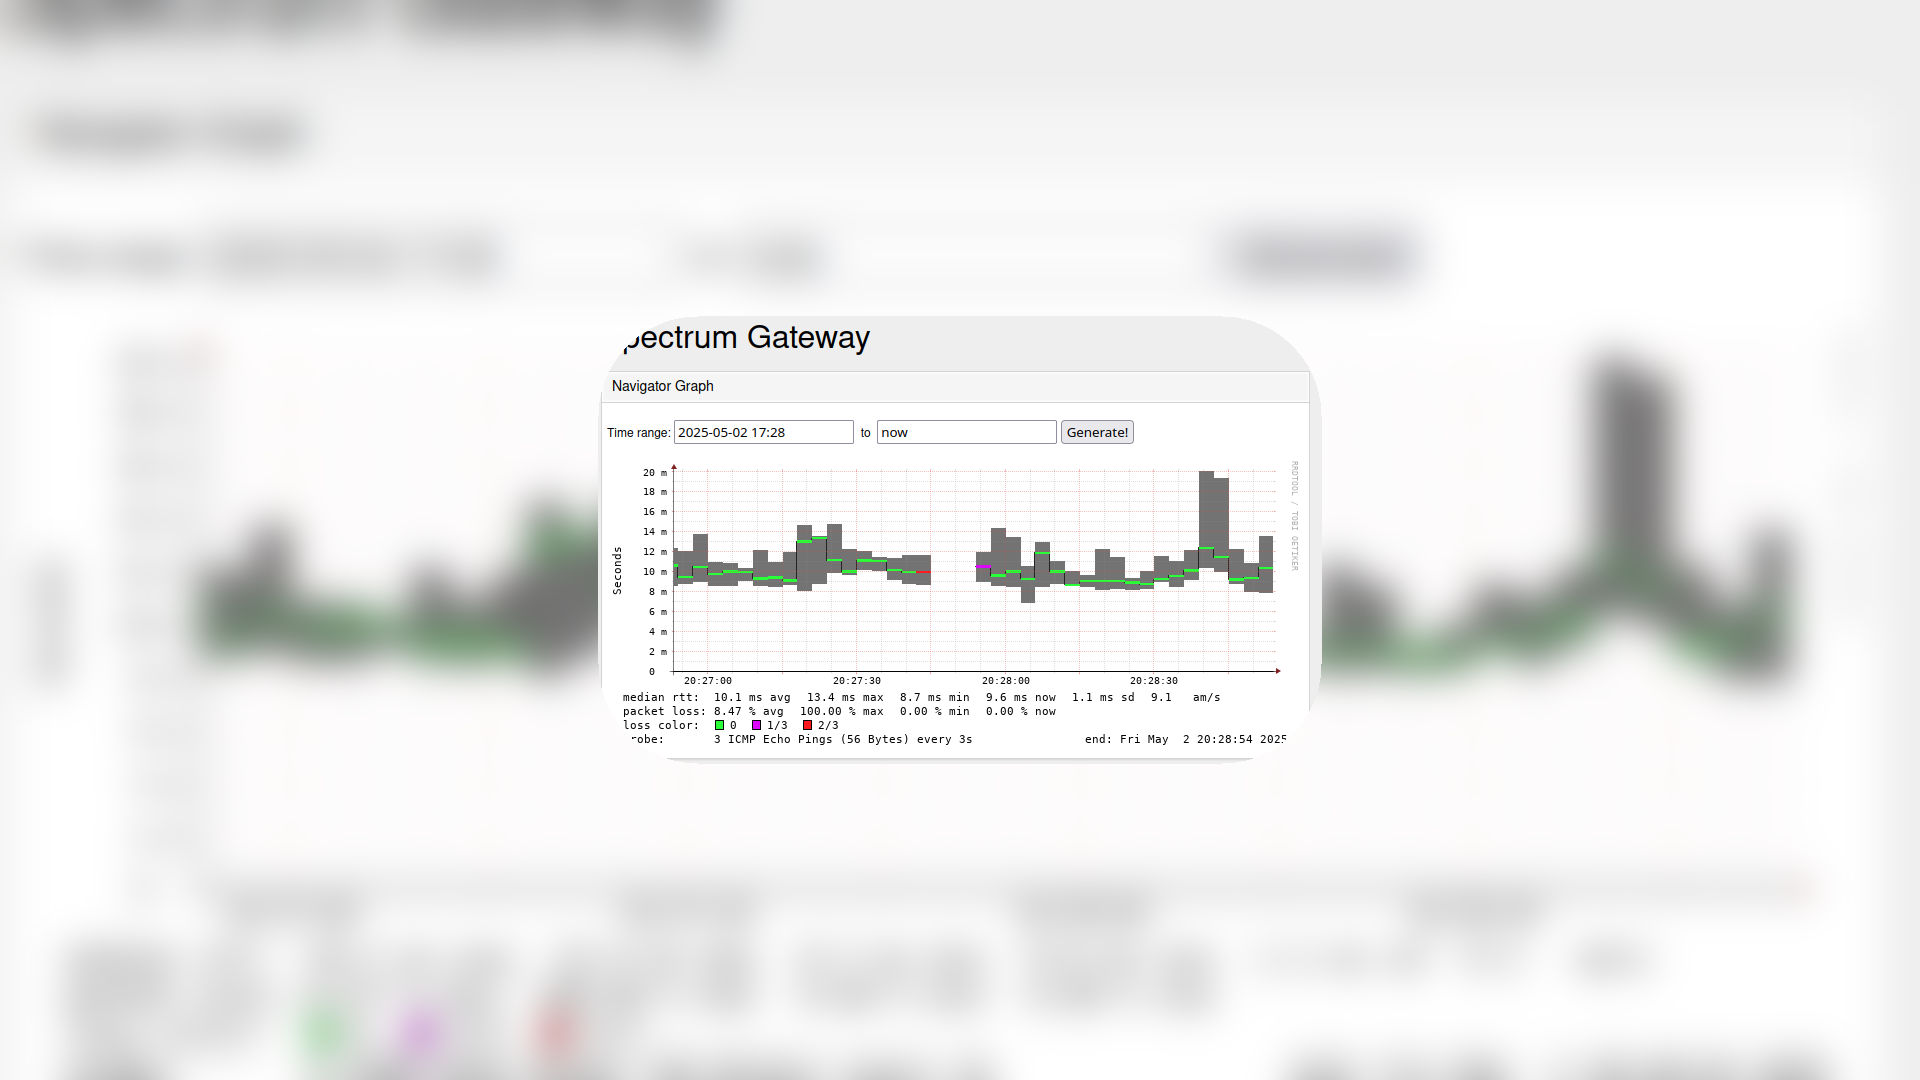 pectrum Gateway
Navigator Graph
Time range: 2025-05-02 17:28 to now Generate!
20 m
18 m
16 m
14 m
12 m
10 m
8 m
6 m
4 m
2 m
0
Seconds
RRDTOOL / TOBI OETIKER
20:27:00 20:27:30 20:28:00 20:28:30
median rtt: 10.1 ms avg 13.4 ms max 8.7 ms min 9.6 ms now 1.1 ms sd 9.1 am/s
packet loss: 8.47 % avg 100.00 % max 0.00 % min 0.00 % now
loss color: 0 1/3 2/3
robe: 3 ICMP Echo Pings (56 Bytes) every 3s end: Fri May 2 20:28:54 2025